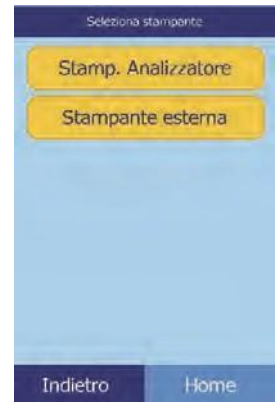 Seleziona stampante
Stamp. Analizzatore
Stampante esterna
Indietro Home